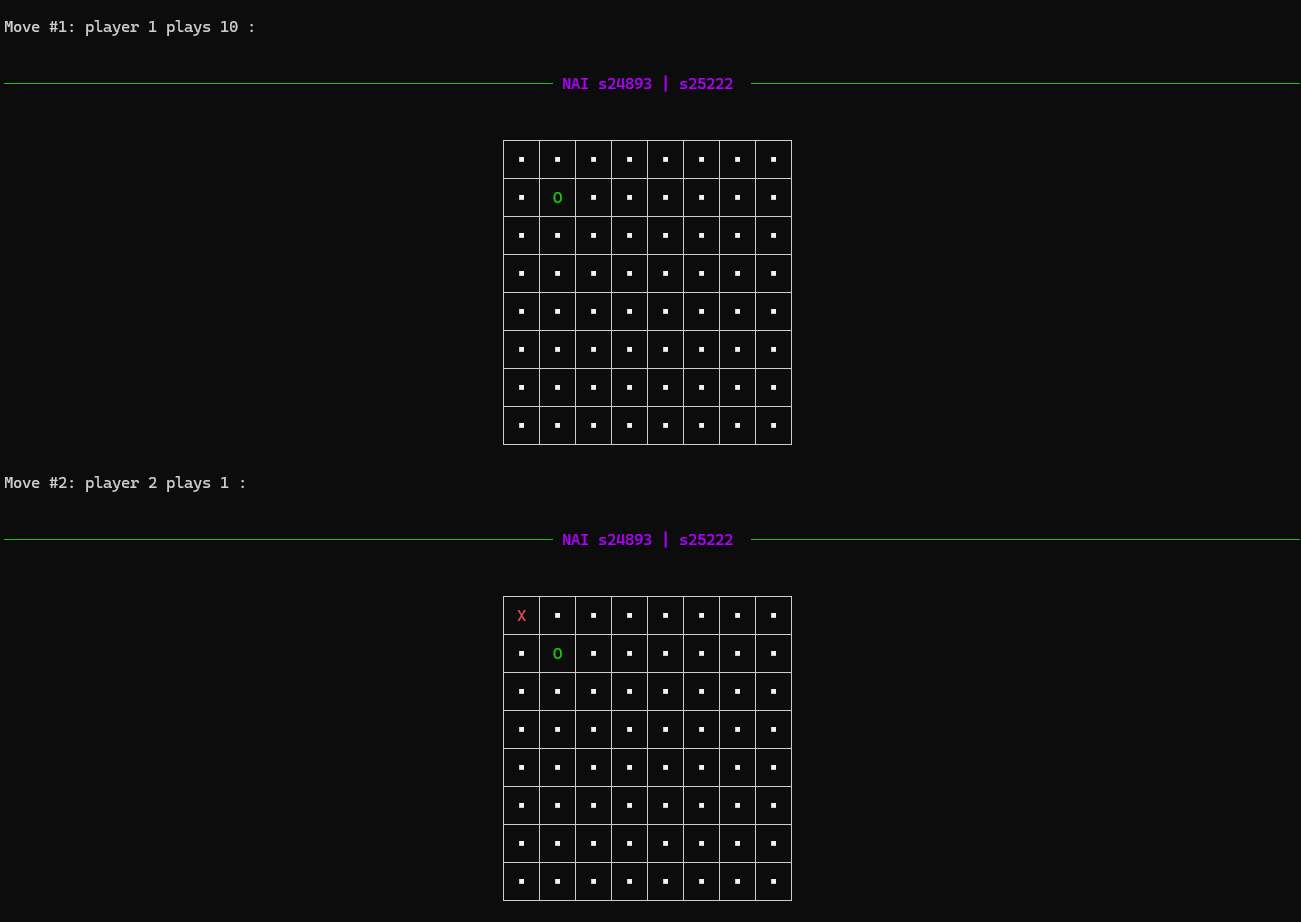 Move #1: player 1 plays 10 :
NAI s24893 | s25222
▪ ▪ ▪ ▪ ▪ ▪ ▪ ▪
▪ O ▪ ▪ ▪ ▪ ▪ ▪
▪ ▪ ▪ ▪ ▪ ▪ ▪ ▪
▪ ▪ ▪ ▪ ▪ ▪ ▪ ▪
▪ ▪ ▪ ▪ ▪ ▪ ▪ ▪
▪ ▪ ▪ ▪ ▪ ▪ ▪ ▪
▪ ▪ ▪ ▪ ▪ ▪ ▪ ▪
▪ ▪ ▪ ▪ ▪ ▪ ▪ ▪
Move #2: player 2 plays 1 :
NAI s24893 | s25222
X ▪ ▪ ▪ ▪ ▪ ▪ ▪
▪ O ▪ ▪ ▪ ▪ ▪ ▪
▪ ▪ ▪ ▪ ▪ ▪ ▪ ▪
▪ ▪ ▪ ▪ ▪ ▪ ▪ ▪
▪ ▪ ▪ ▪ ▪ ▪ ▪ ▪
▪ ▪ ▪ ▪ ▪ ▪ ▪ ▪
▪ ▪ ▪ ▪ ▪ ▪ ▪ ▪
▪ ▪ ▪ ▪ ▪ ▪ ▪ ▪